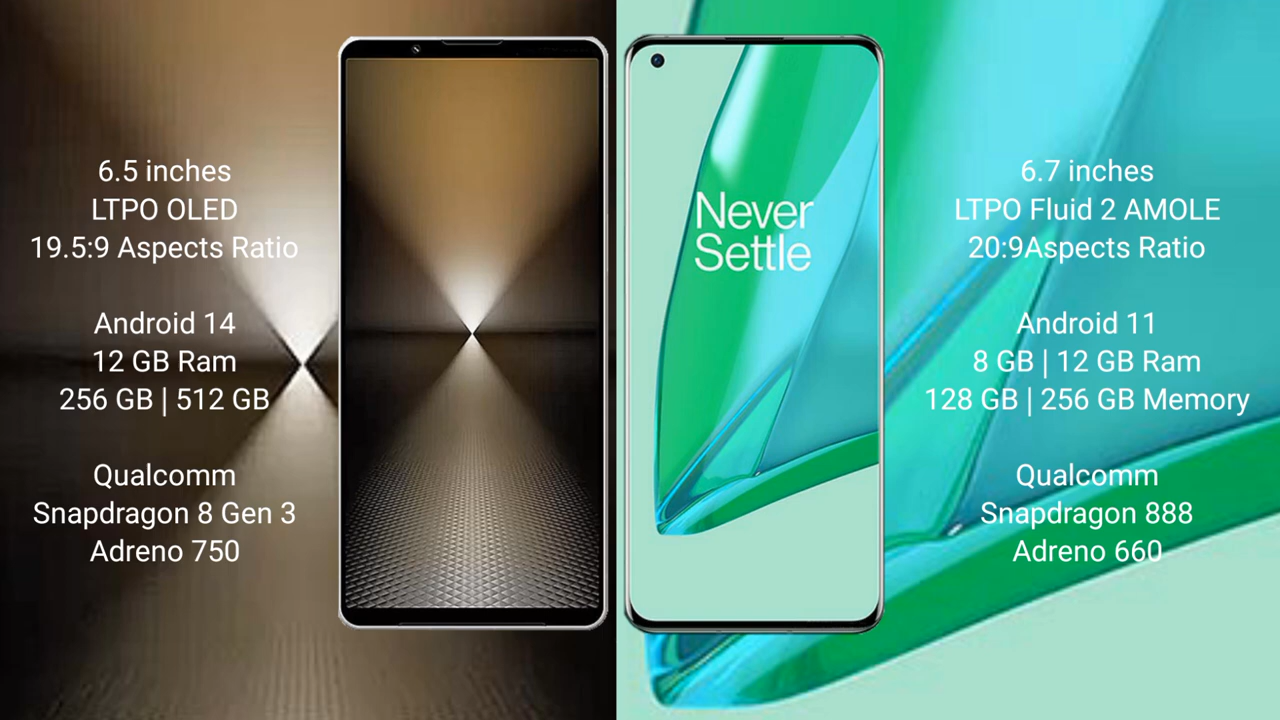 6.5 inches
LTPO OLED
19.5:9 Aspects Ratio
Android 14
12 GB Ram
256 GB | 512 GB
Qualcomm
Snapdragon 8 Gen 3
Adreno 750
Never
Settle
6.7 inches
LTPO Fluid 2 AMOLE
20:9Aspects Ratio
Android 11
8 GB | 12 GB Ram
128 GB | 256 GB Memory
Qualcomm
Snapdragon 888
Adreno 660